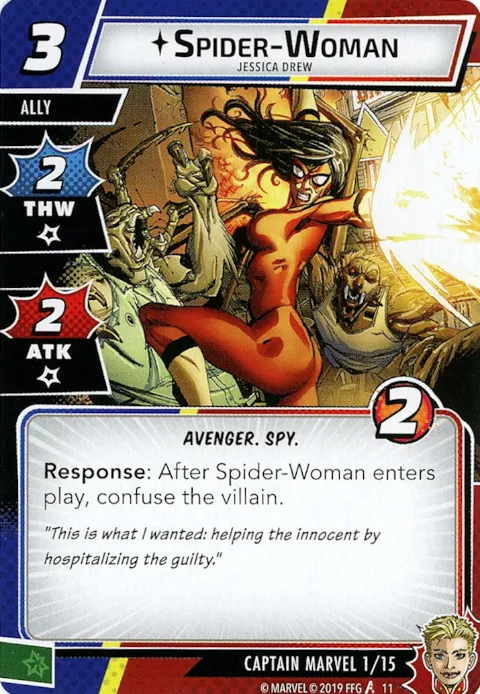 3
SPIDER-WOMAN
JESSICA DREW
ALLY
2
THW
2
ATK
2
AVENGER. SPY.
Response: After Spider-Woman enters
play, confuse the villain.
"This is what I wanted: helping the innocent by
hospitalizing the guilty."
CAPTAIN MARVEL 1/15
© MARVEL © 2019 FFG 11